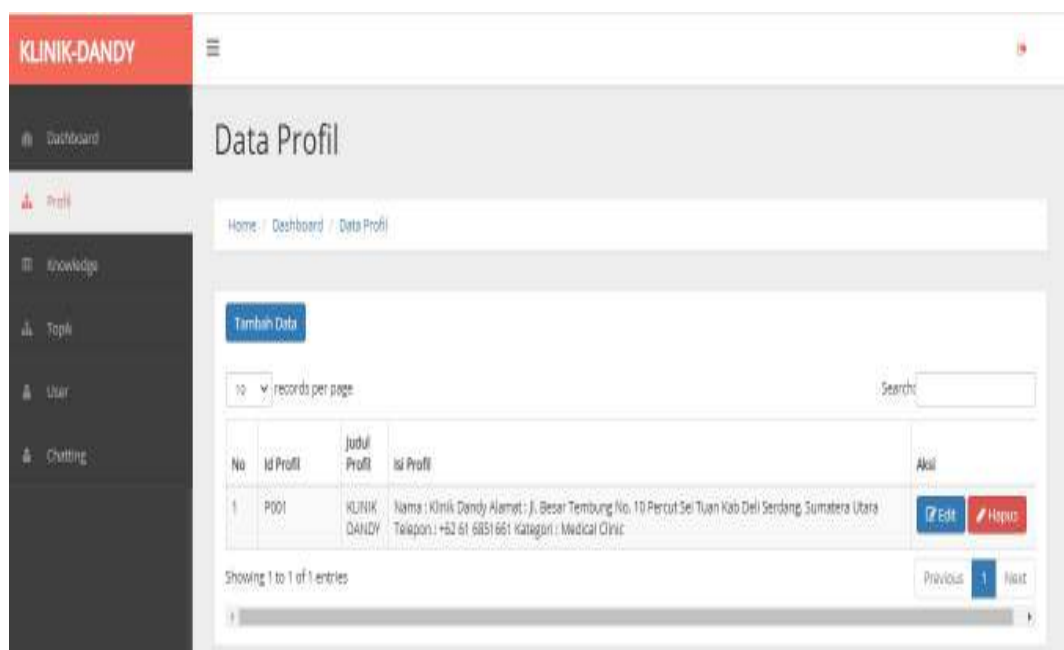 KLINIK-DANDY
Dashboard
Profil
Knowledge
Topik
User
Chatting
Data Profil
Home / Dashboard / Data Profil
Tambah Data
10 records per page
Search:
No Id Profil Judul Profil Isi Profil Aksi
1 P001 KLINIK DANDY Nama : Klinik Dandy Alamat : Jl. Besar Tembung No. 10 Percut Sei Tuan Kab Deli Serdang, Sumatera Utara
Telepon : +62 61 6851661 Kategori : Medical Clinic
Edit Hapus
Showing 1 to 1 of 1 entries
Previous 1 Next